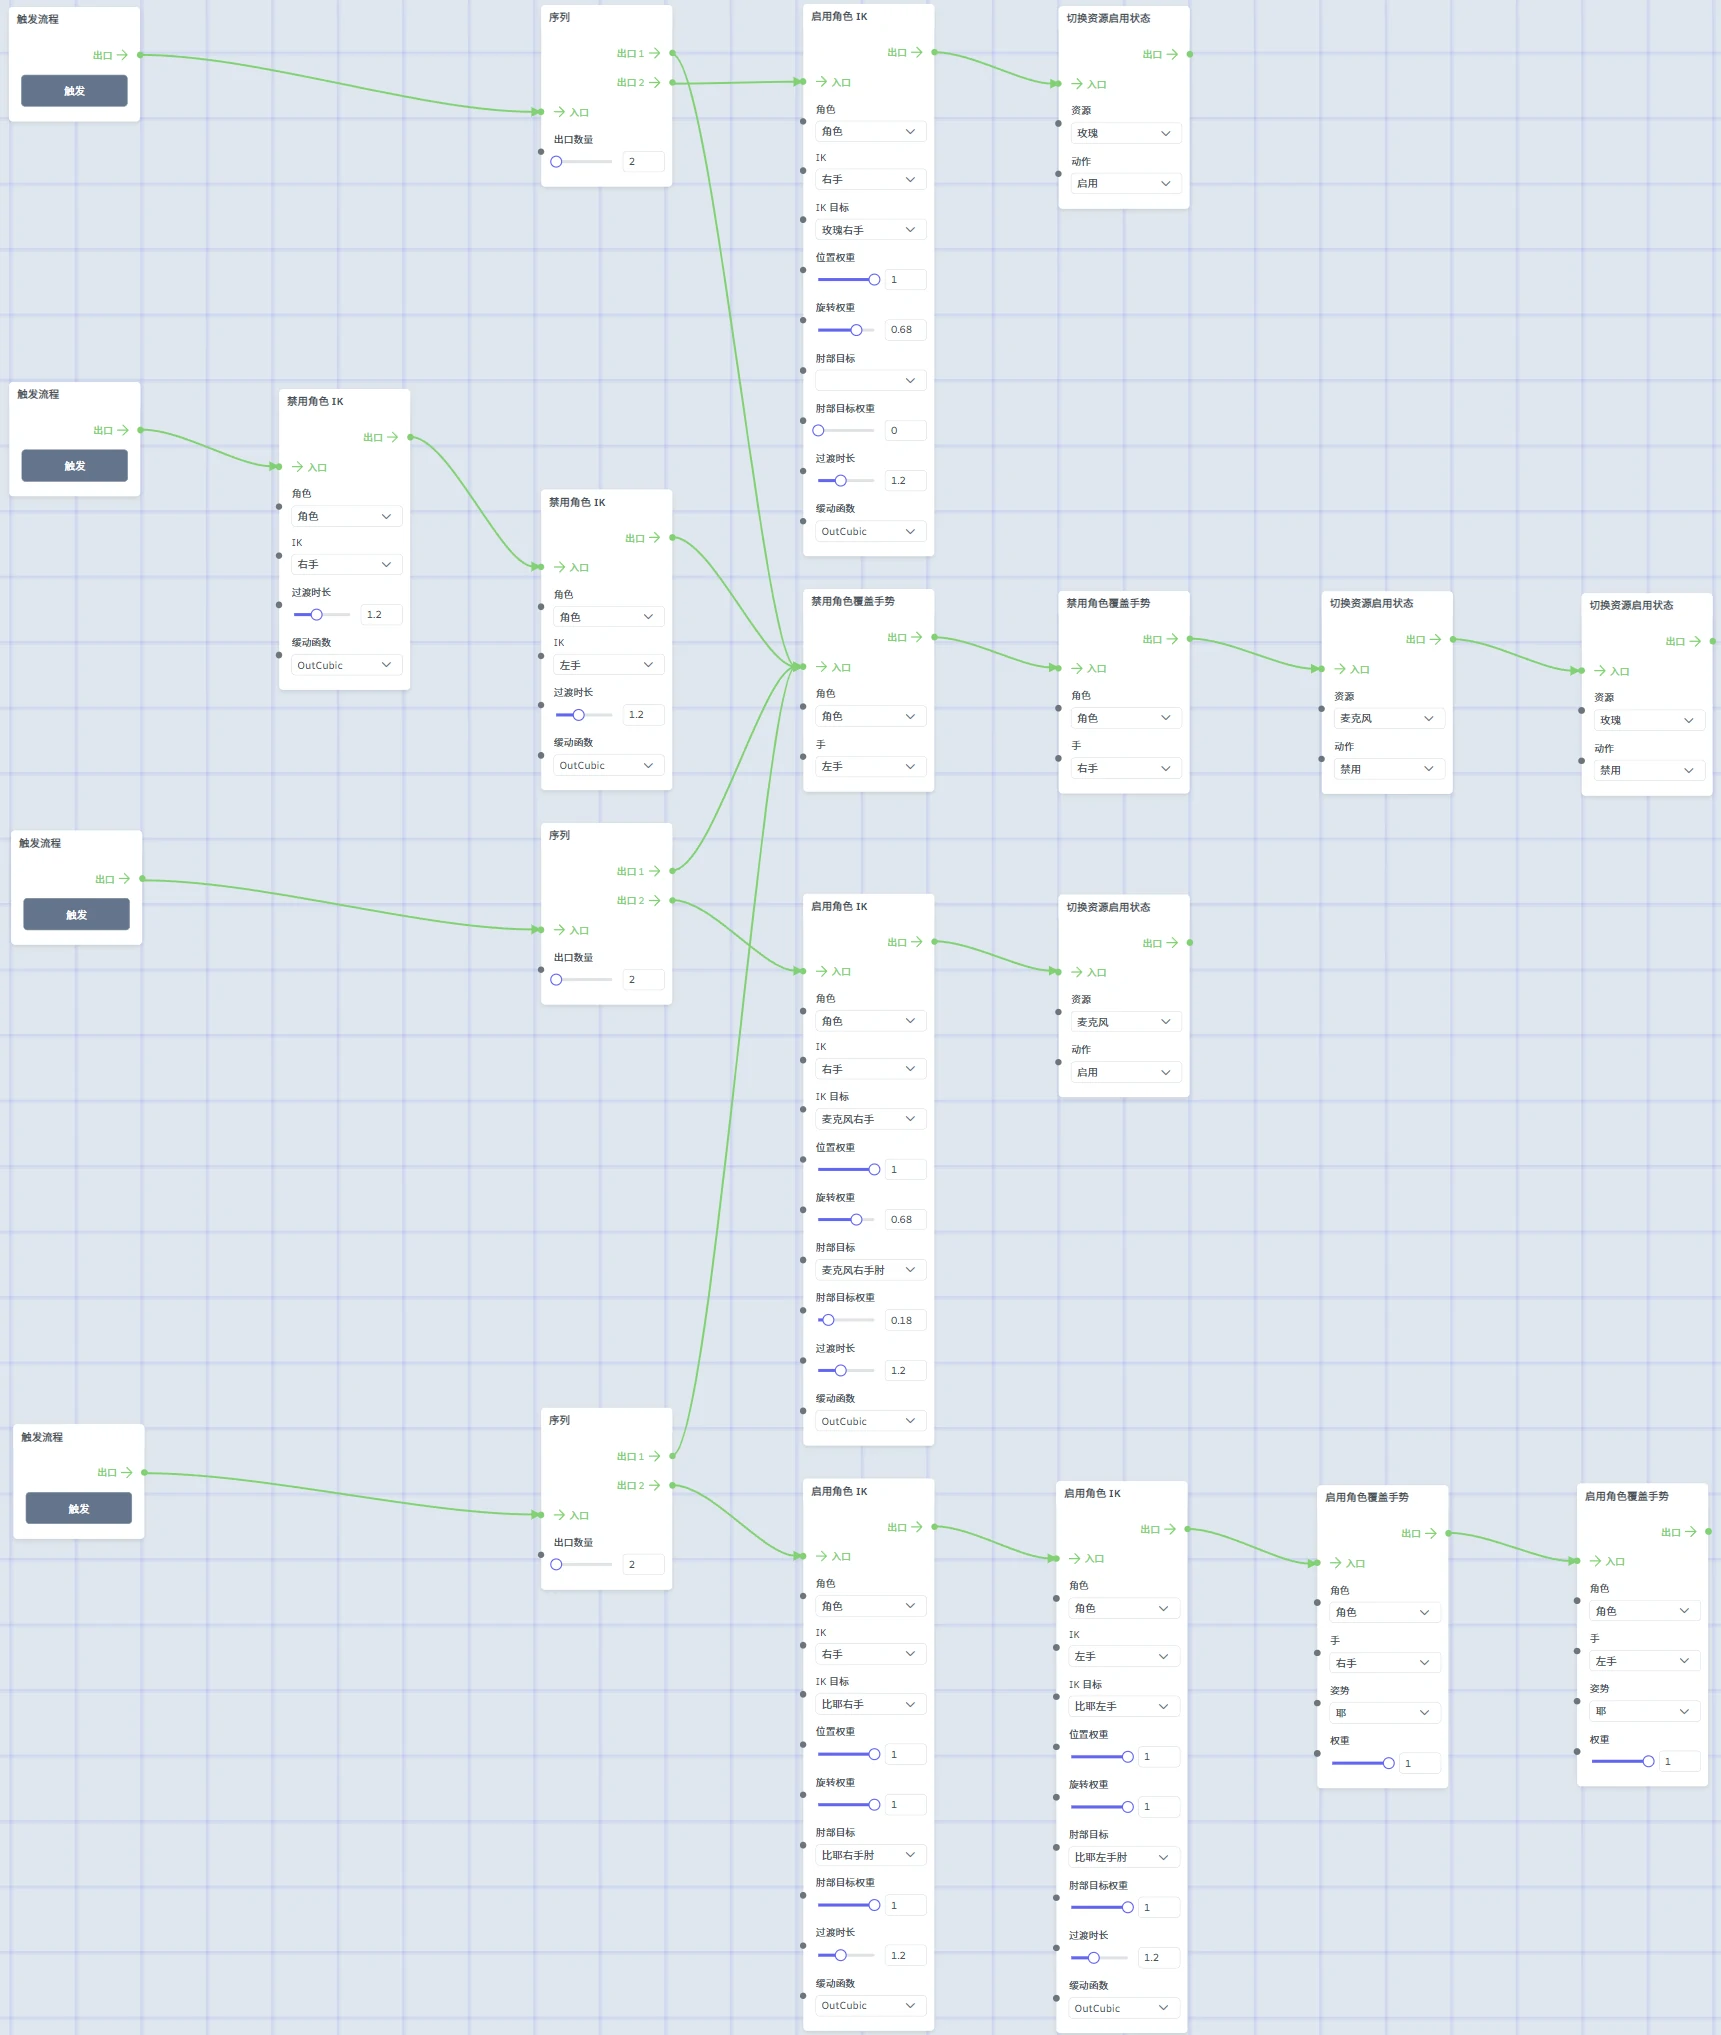 触发流程
出口
触发
序列
出口 1
出口 2
入口
出口数量
2
启用角色 IK
出口
入口
角色
角色
IK
右手
IK 目标
玫瑰右手
位置权重
1
旋转权重
0.68
肘部目标
肘部目标权重
0
过渡时长
1.2
缓动函数
OutCubic
切换资源启用状态
出口
入口
资源
玫瑰
动作
启用
触发流程
出口
触发
禁用角色 IK
出口
入口
角色
角色
IK
右手
过渡时长
1.2
缓动函数
OutCubic
禁用角色 IK
出口
入口
角色
角色
IK
左手
过渡时长
1.2
缓动函数
OutCubic
禁用角色覆盖手势
出口
入口
角色
角色
手
左手
禁用角色覆盖手势
出口
入口
角色
角色
手
右手
切换资源启用状态
出口
入口
资源
麦克风
动作
禁用
切换资源启用状态
出口
入口
资源
玫瑰
动作
禁用
触发流程
出口
触发
序列
出口 1
出口 2
入口
出口数量
2
启用角色 IK
出口
入口
角色
角色
IK
右手
IK 目标
麦克风右手
位置权重
1
旋转权重
0.68
肘部目标
麦克风右手肘
肘部目标权重
0.18
过渡时长
1.2
缓动函数
OutCubic
切换资源启用状态
出口
入口
资源
麦克风
动作
启用
触发流程
出口
触发
序列
出口 1
出口 2
入口
出口数量
2
启用角色 IK
出口
入口
角色
角色
IK
右手
IK 目标
比耶右手
位置权重
1
旋转权重
1
肘部目标
比耶右手肘
肘部目标权重
1
过渡时长
1.2
缓动函数
OutCubic
启用角色 IK
出口
入口
角色
角色
IK
左手
IK 目标
比耶左手
位置权重
1
旋转权重
1
肘部目标
比耶左手肘
肘部目标权重
1
过渡时长
1.2
缓动函数
OutCubic
启用角色覆盖手势
出口
入口
角色
角色
手
右手
姿势
耶
权重
1
启用角色覆盖手势
出口
入口
角色
角色
手
左手
姿势
耶
权重
1